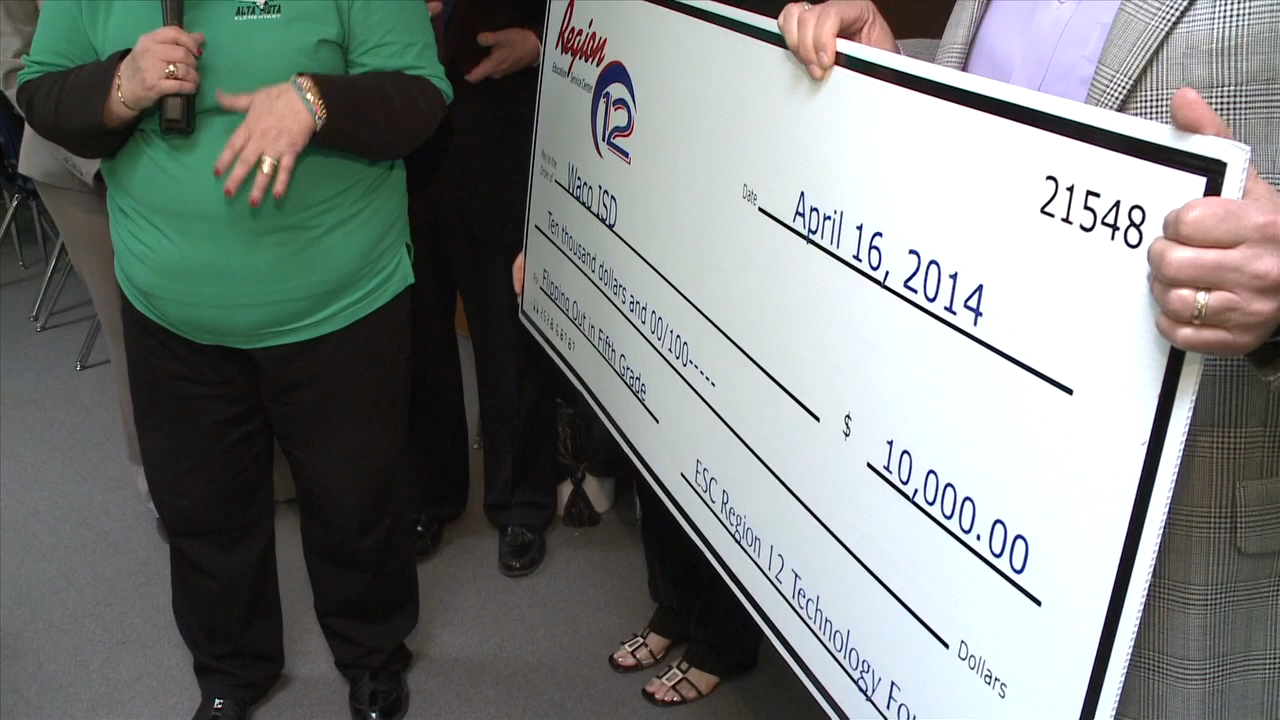 ALTA VISTA
ELEMENTARY
Region
Education Service Center
12
21548
Date April 16, 2014
Pay to the
Order of Waco ISD
$ 10,000.00
Ten thousand dollars and 00/100-----
Dollars
For Flipping Out in Fifth Grade
ESC Region 12 Technology